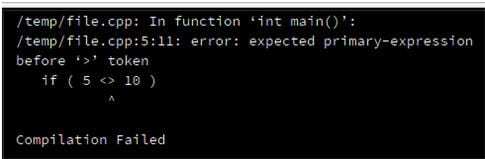 /temp/file.cpp: In function ‘int main()’:
/temp/file.cpp:5:11: error: expected primary-expression
before ‘>’ token
   if ( 5 <> 10 )
           ^
Compilation Failed